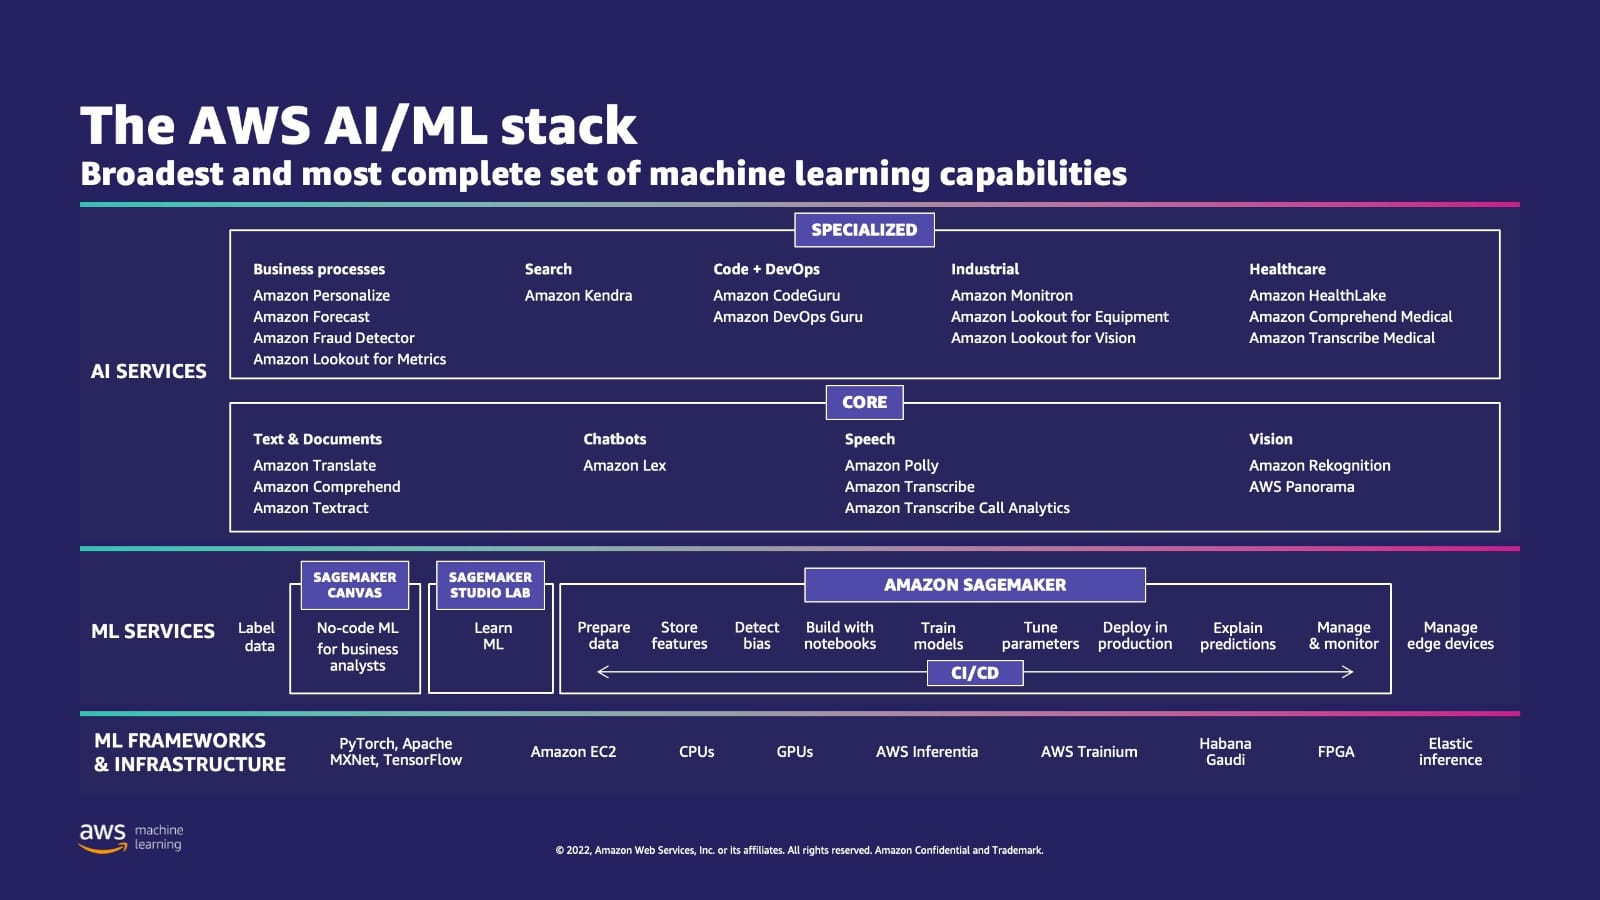 The AWS AI/ML stack
Broadest and most complete set of machine learning capabilities
AI SERVICES
SPECIALIZED
Business processes
Amazon Personalize
Amazon Forecast
Amazon Fraud Detector
Amazon Lookout for Metrics
Search
Amazon Kendra
Code + DevOps
Amazon CodeGuru
Amazon DevOps Guru
Industrial
Amazon Monitron
Amazon Lookout for Equipment
Amazon Lookout for Vision
Healthcare
Amazon HealthLake
Amazon Comprehend Medical
Amazon Transcribe Medical
CORE
Text & Documents
Amazon Translate
Amazon Comprehend
Amazon Textract
Chatbots
Amazon Lex
Speech
Amazon Polly
Amazon Transcribe
Amazon Transcribe Call Analytics
Vision
Amazon Rekognition
AWS Panorama
ML SERVICES
Label
data
SAGEMAKER
CANVAS
No-code ML
for business
analysts
SAGEMAKER
STUDIO LAB
Learn
ML
AMAZON SAGEMAKER
Prepare
data
Store
features
Detect
bias
Build with
notebooks
Train
models
Tune
parameters
Deploy in
production
Explain
predictions
Manage
& monitor
CI/CD
Manage
edge devices
ML FRAMEWORKS
& INFRASTRUCTURE
PyTorch, Apache
MXNet, TensorFlow
Amazon EC2
CPUs
GPUs
AWS Inferentia
AWS Trainium
Habana
Gaudi
FPGA
Elastic
inference
aws
machine
learning
© 2022, Amazon Web Services, Inc. or its affiliates. All rights reserved. Amazon Confidential and Trademark.